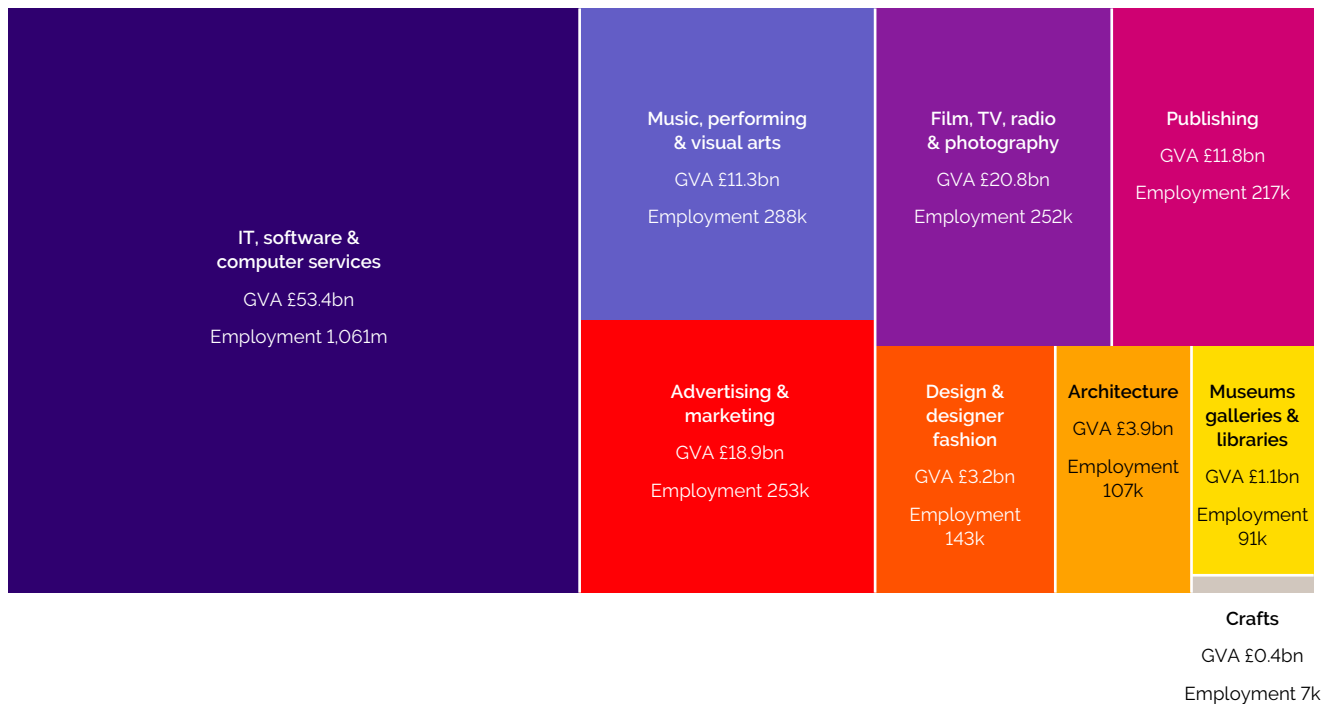 IT, software &
computer services
GVA £53.4bn
Employment 1,061m
Music, performing
& visual arts
GVA £11.3bn
Employment 288k
Film, TV, radio
& photography
GVA £20.8bn
Employment 252k
Publishing
GVA £11.8bn
Employment 217k
Advertising &
marketing
GVA £18.9bn
Employment 253k
Design &
designer
fashion
GVA £3.2bn
Employment
143k
Architecture
GVA £3.9bn
Employment
107k
Museums
galleries &
libraries
GVA £1.1bn
Employment
91k
Crafts
GVA £0.4bn
Employment 7k